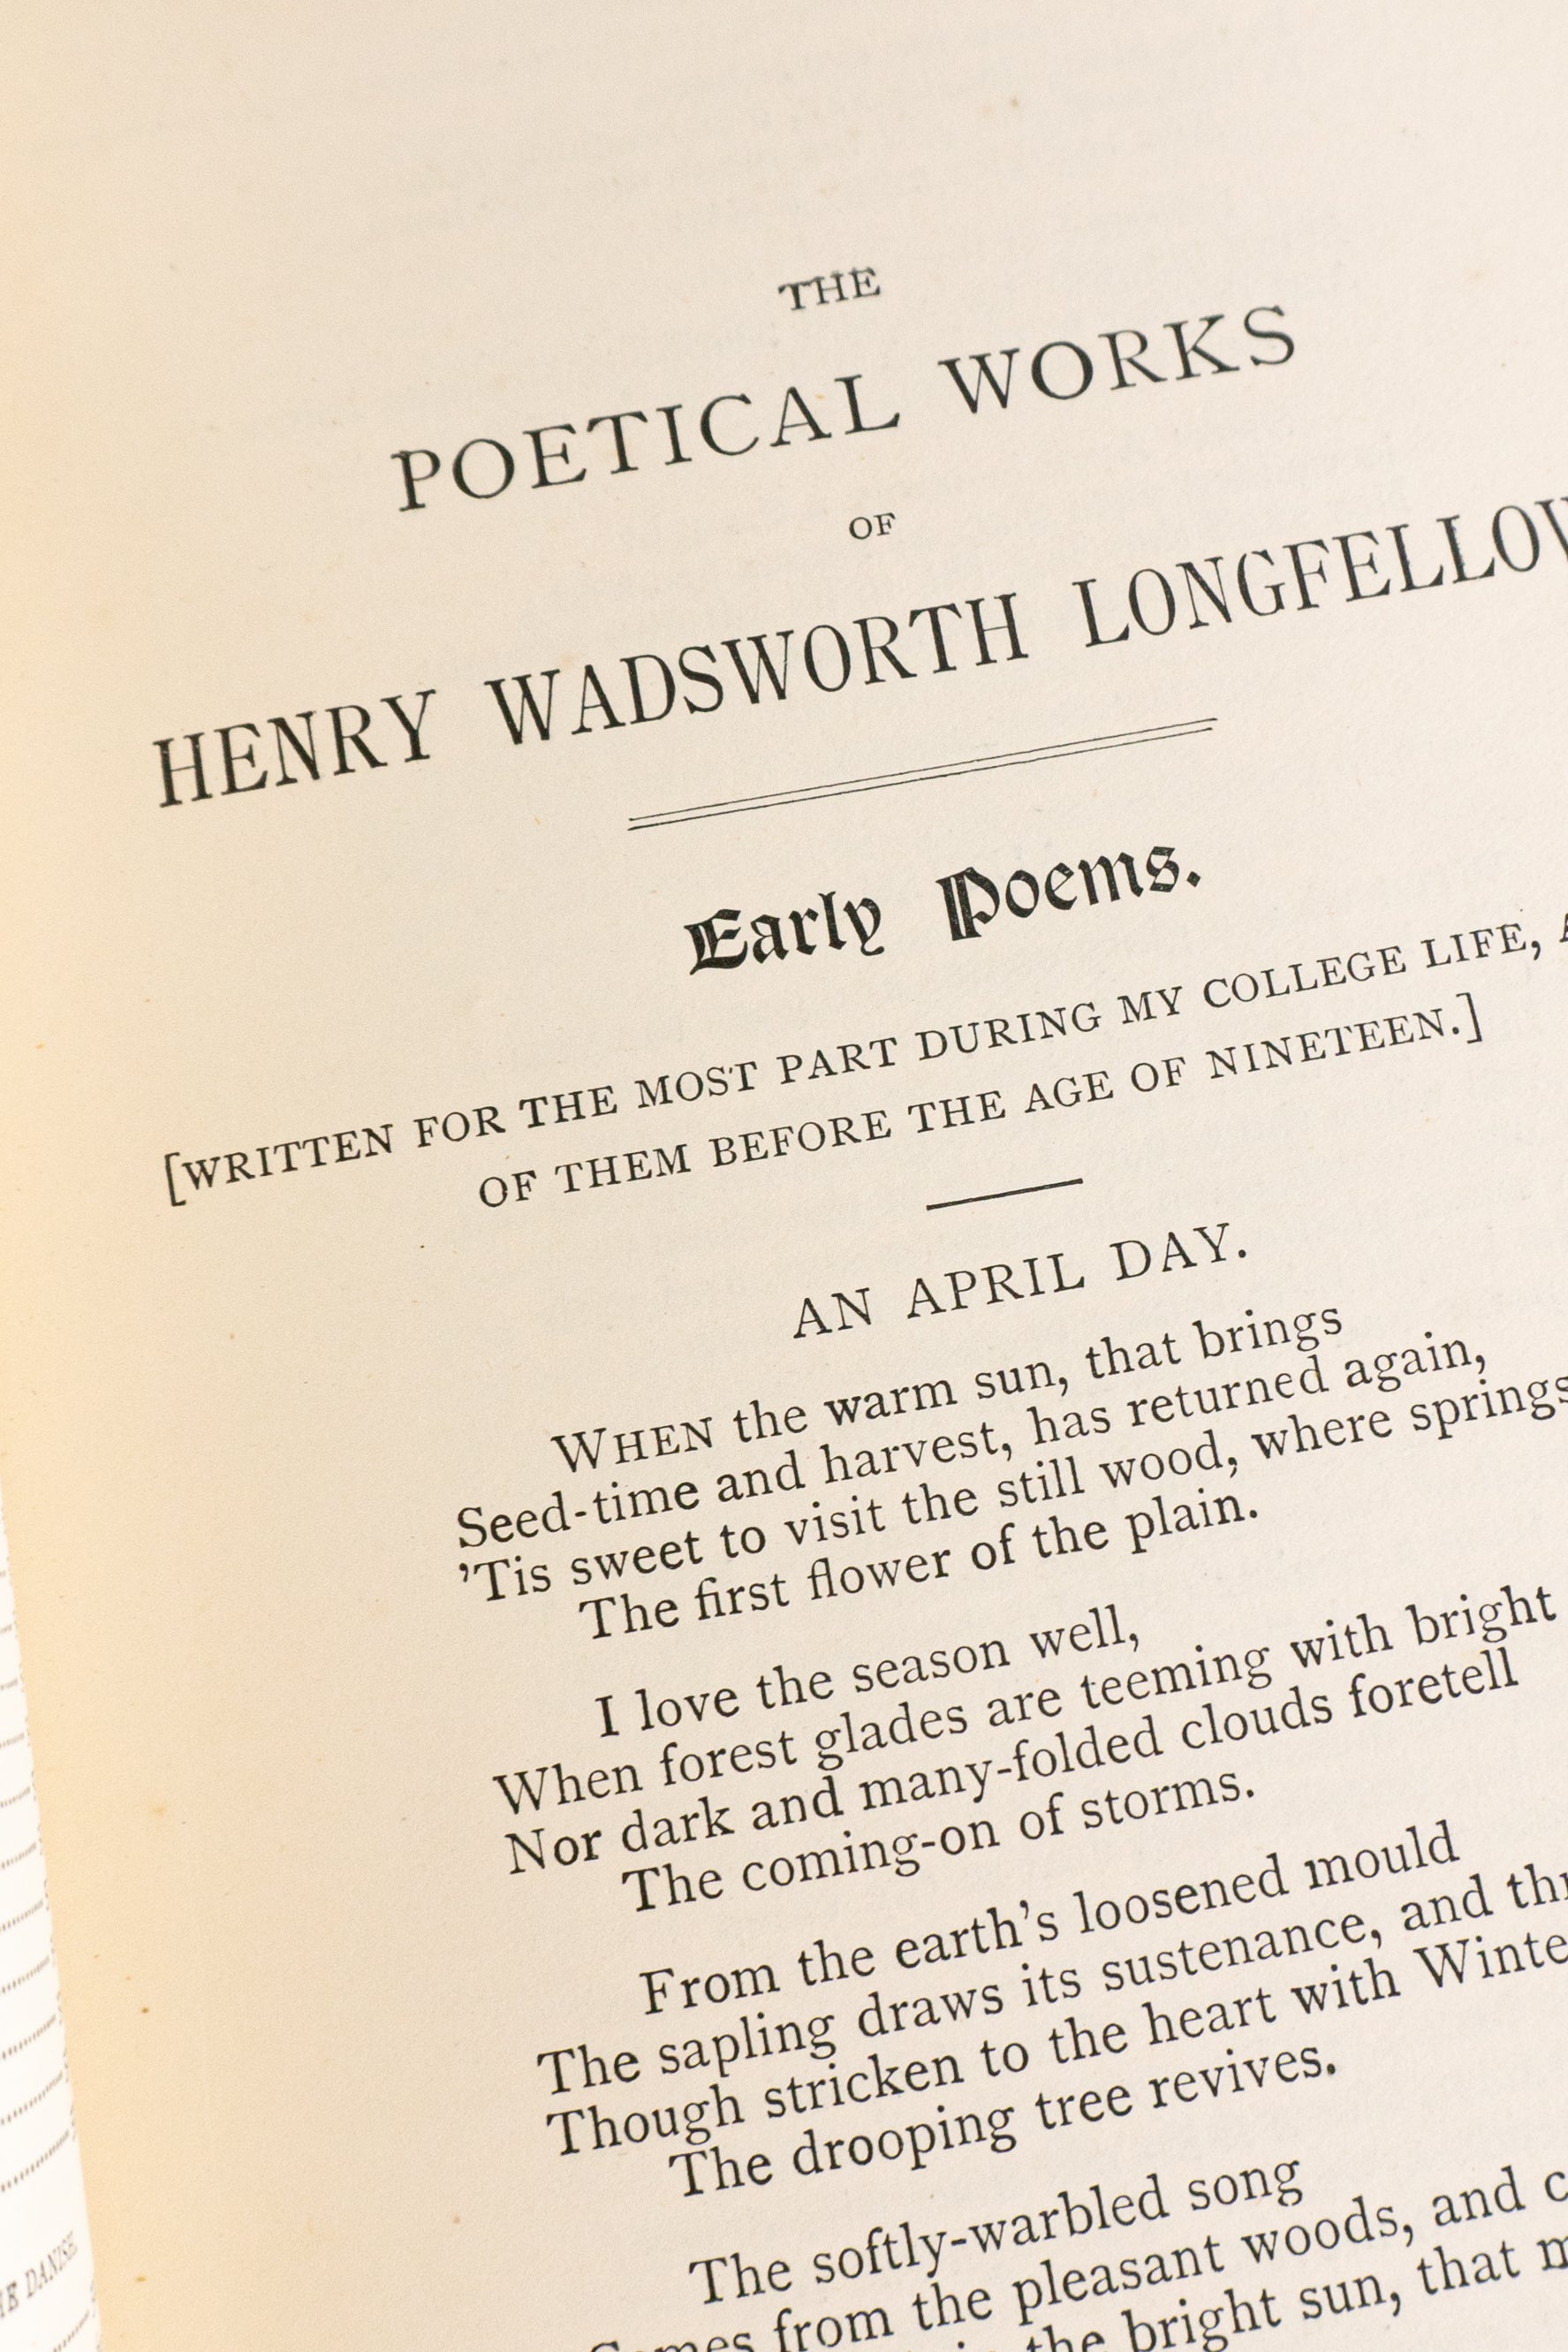 THE
POETICAL WORKS
OF
HENRY WADSWORTH LONGFELLOW
Early Poems.
[WRITTEN FOR THE MOST PART DURING MY COLLEGE LIFE,
OF THEM BEFORE THE AGE OF NINETEEN.]
AN APRIL DAY.
WHEN the warm sun, that brings
Seed-time and harvest, has returned again,
'Tis sweet to visit the still wood, where springs
The first flower of the plain.
I love the season well,
When forest glades are teeming with bright
Nor dark and many-folded clouds foretell
The coming-on of storms.
From the earth's loosened mould
The sapling draws its sustenance, and
Though stricken to the heart with
The drooping tree revives.
The softly-warbled song
from the pleasant woods, and
the bright sun, that
DANISH